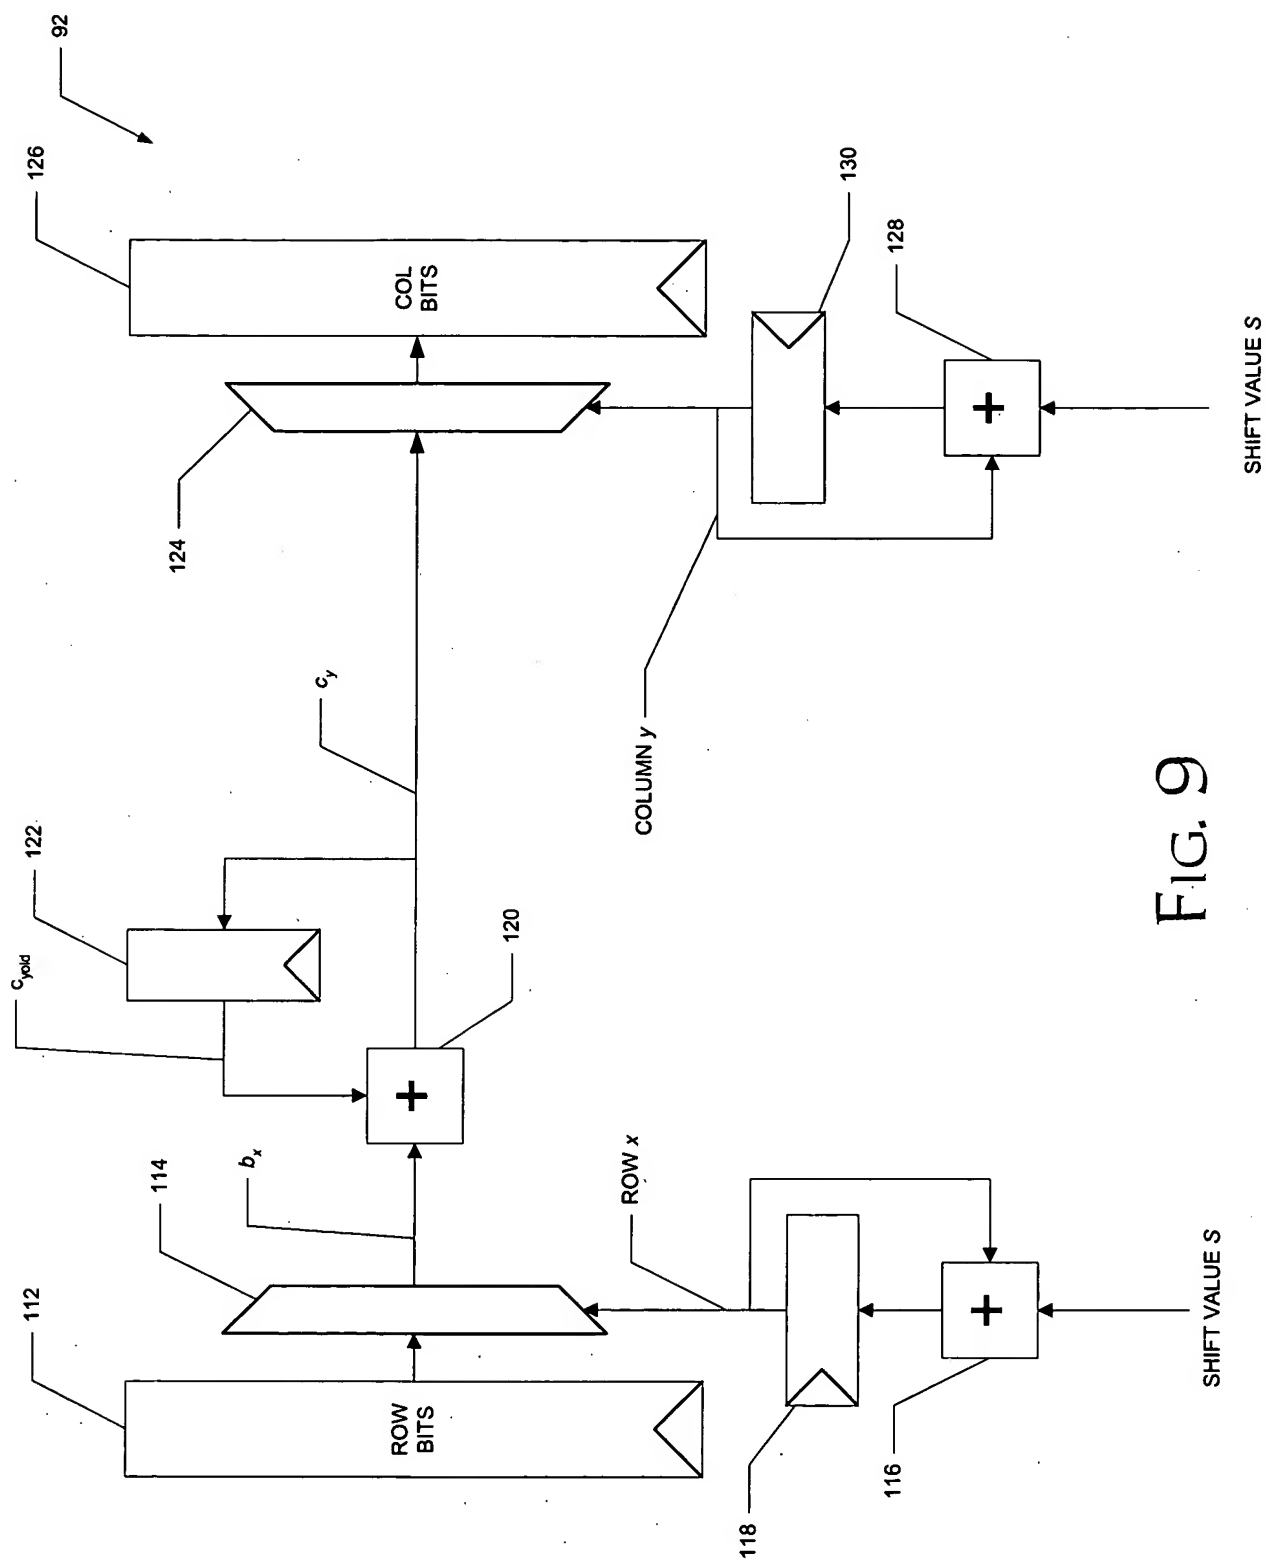 92
126
COL
BITS
124
130
128
SHIFT VALUE S
COLUMN y
c_y
122
c_yold
120
114
b_x
ROW x
112
ROW
BITS
118
116
SHIFT VALUE S
FIG. 9